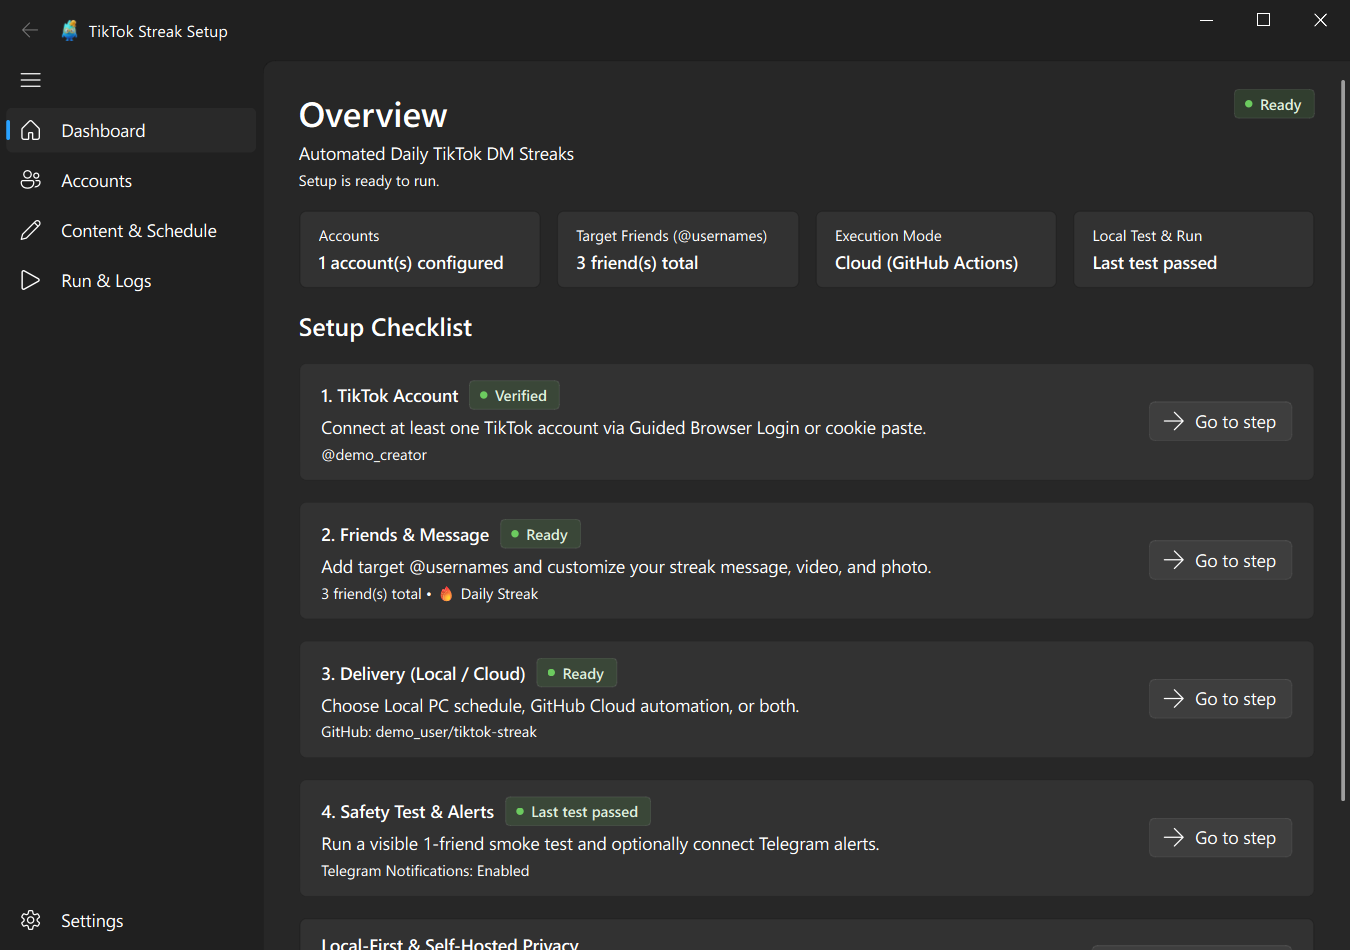 TikTok Streak Setup
Dashboard
Accounts
Content & Schedule
Run & Logs
Settings
Overview
Ready
Automated Daily TikTok DM Streaks
Setup is ready to run.
Accounts
1 account(s) configured
Target Friends (@usernames)
3 friend(s) total
Execution Mode
Cloud (GitHub Actions)
Local Test & Run
Last test passed
Setup Checklist
1. TikTok Account Verified
Connect at least one TikTok account via Guided Browser Login or cookie paste.
@demo_creator
Go to step
2. Friends & Message Ready
Add target @usernames and customize your streak message, video, and photo.
3 friend(s) total • 🔥 Daily Streak
Go to step
3. Delivery (Local / Cloud) Ready
Choose Local PC schedule, GitHub Cloud automation, or both.
GitHub: demo_user/tiktok-streak
Go to step
4. Safety Test & Alerts Last test passed
Run a visible 1-friend smoke test and optionally connect Telegram alerts.
Telegram Notifications: Enabled
Go to step
Local-First & Self-Hosted Privacy